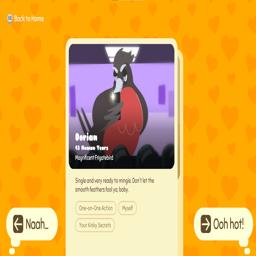 Back to Home
Dorian
43 Human Years
Magnificent Frigatebird
Single and very ready to mingle. Don't let the
smooth feathers fool ya, baby.
One-on-One Action
Myself
Your Kinky Secrets
Naah...
Ooh hot!